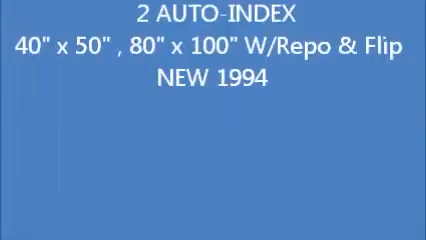 2 AUTO-INDEX
40" x 50" , 80" x 100" W/Repo & Flip
NEW 1994